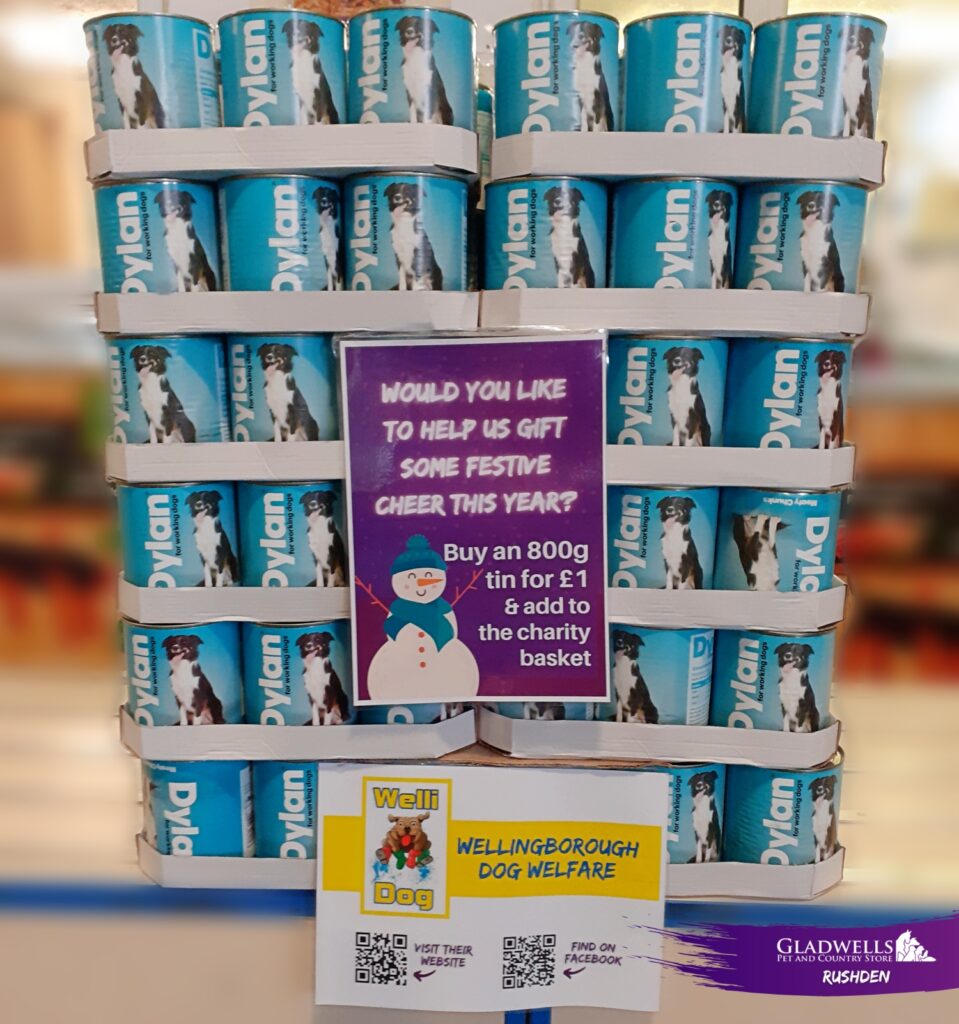 Dylan
for working dogs
WOULD YOU LIKE
TO HELP US GIFT
SOME FESTIVE
CHEER THIS YEAR?
Buy an 800g
tin for £1
& add to
the charity
basket
Meaty Chunks
Welli
Dog
WELLINGBOROUGH
DOG WELFARE
VISIT THEIR
WEBSITE
FIND ON
FACEBOOK
GLADWELLS
PET AND COUNTRY STORE
RUSHDEN